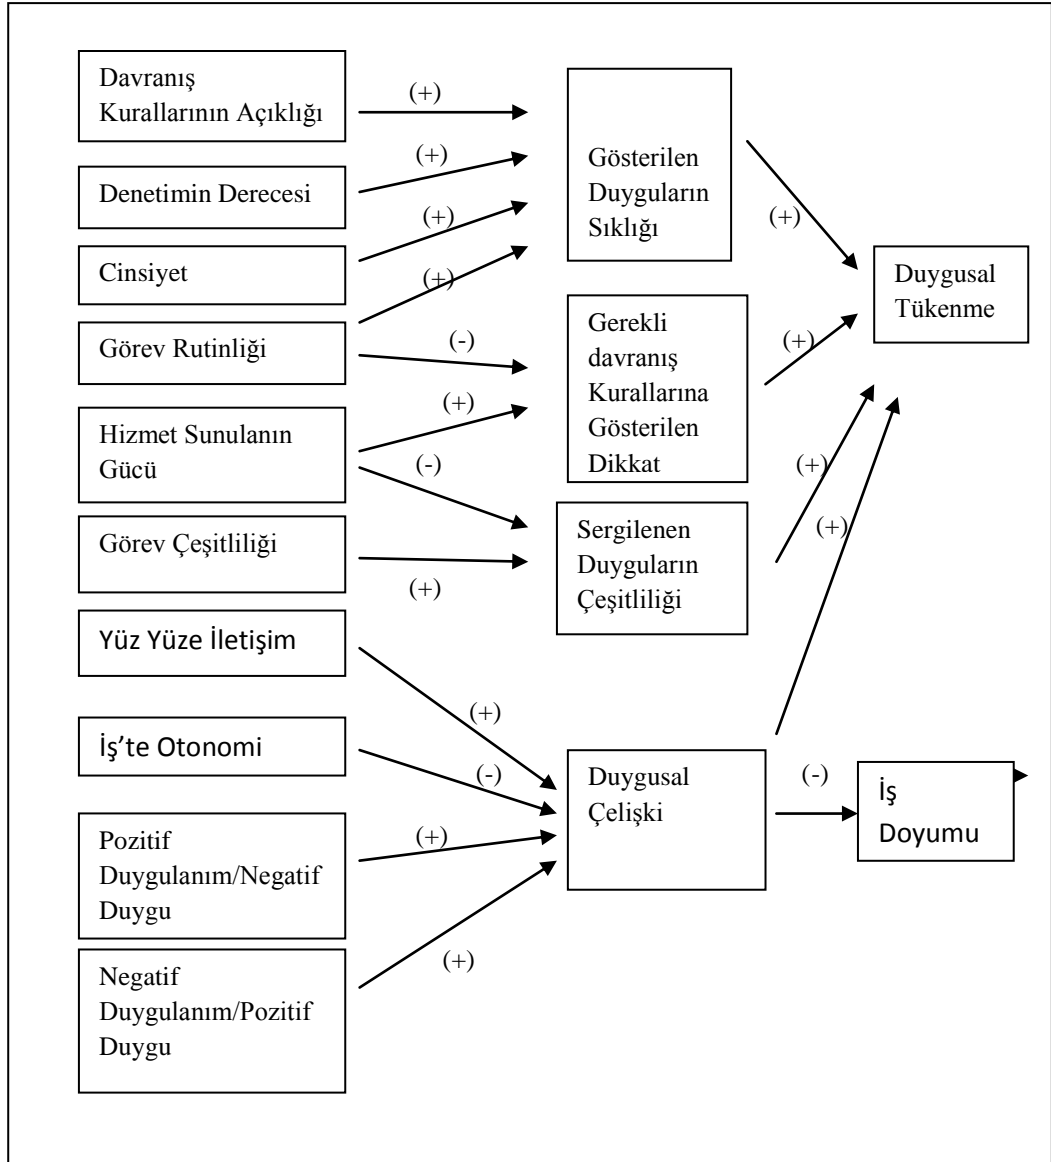 Davranış
Kurallarının Açıklığı
Denetimin Derecesi
Cinsiyet
Görev Rutinliği
Hizmet Sunulanın
Gücü
Görev Çeşitliliği
Yüz Yüze İletişim
İş’te Otonomi
Pozitif
Duygulanım/Negatif
Duygu
Negatif
Duygulanım/Pozitif
Duygu
(+)
(+)
(+)
(+)
(-)
(+)
(-)
(+)
(+)
(-)
(+)
(+)
Gösterilen
Duyguların
Sıklığı
Gerekli
davranış
Kurallarına
Gösterilen
Dikkat
Sergilenen
Duyguların
Çeşitliliği
Duygusal
Çelişki
(+)
(+)
(+)
(+)
(-)
Duygusal
Tükenme
İş
Doyumu